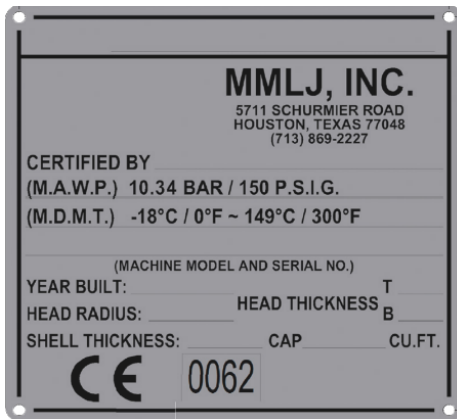 MMLJ, INC.
5711 SCHURMIER ROAD
HOUSTON, TEXAS 77048
(713) 869-2227
CERTIFIED BY
(M.A.W.P.) 10.34 BAR / 150 P.S.I.G.
(M.D.M.T.) -18°C / 0°F ~ 149°C / 300°F
(MACHINE MODEL AND SERIAL NO.)
YEAR BUILT:
HEAD RADIUS:
HEAD THICKNESS T
B
SHELL THICKNESS: CAP CU.FT.
CE 0062